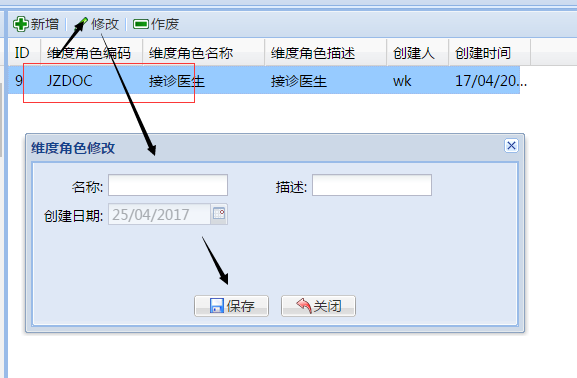 新增 修改 作废
ID 维度角色编码 维度角色名称 维度角色描述 创建人 创建时间
9 JZDOC 接诊医生 接诊医生 wk 17/04/20...
维度角色修改
名称: 描述:
创建日期: 25/04/2017
保存 关闭